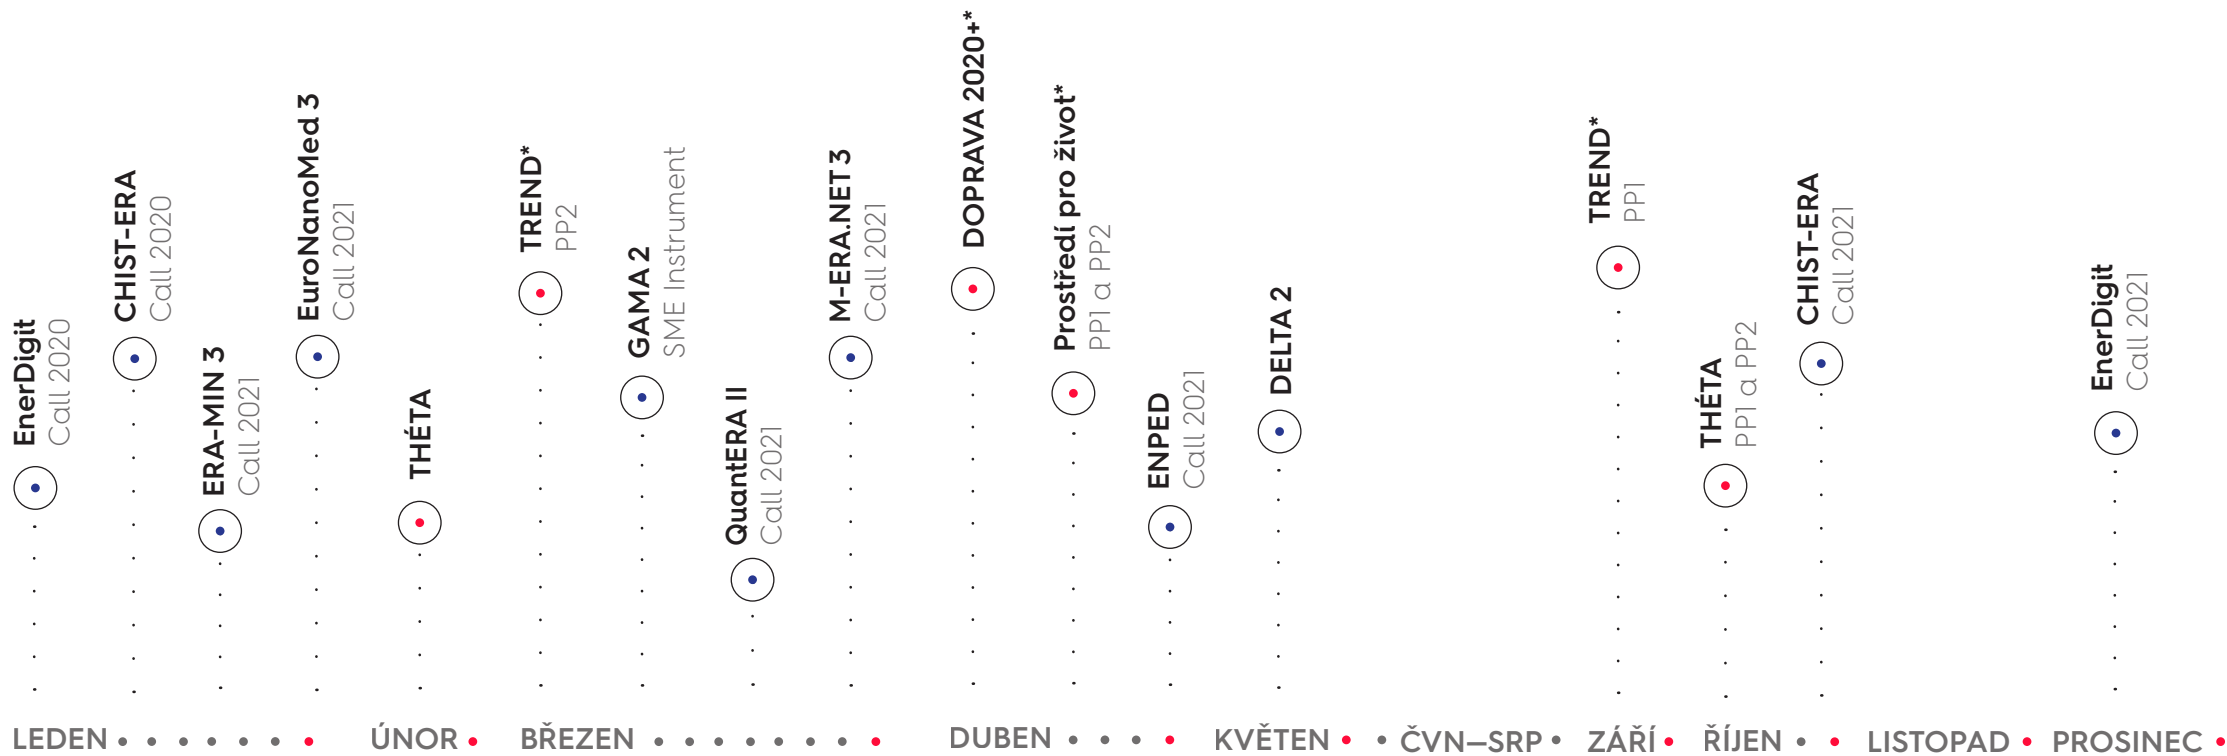 EnerDigit
Call 2020
CHIST-ERA
Call 2020
ERA-MIN 3
Call 2021
EuroNanoMed 3
Call 2021
THÉTA
TREND*
PP2
GAMA 2
SME Instrument
QuantERA II
Call 2021
M-ERA.NET 3
Call 2021
DOPRAVA 2020+*
Prostředí pro život*
PP1 a PP2
ENPED
Call 2021
DELTA 2
TREND*
PP1
THÉTA
PP1 a PP2
CHIST-ERA
Call 2021
EnerDigit
Call 2021
LEDEN
ÚNOR
BŘEZEN
DUBEN
KVĚTEN
ČVN–SRP
ZÁŘÍ
ŘÍJEN
LISTOPAD
PROSINEC